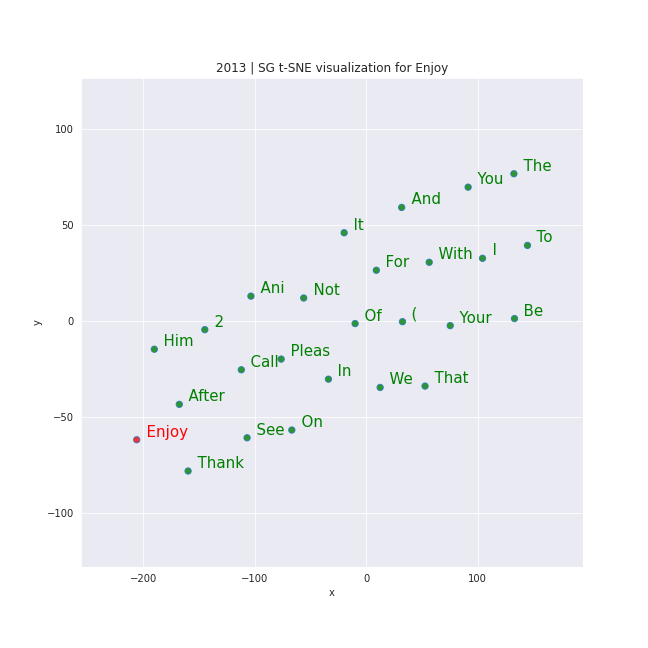 2013 | SG t-SNE visualization for Enjoy
100
50
0
−50
−100
y
The
You
And
It
To
I
With
For
Ani
Not
Be
Your
(
Of
2
Him
Pleas
Call
In
We
That
After
On
See
Enjoy
Thank
−200
−100
0
100
x